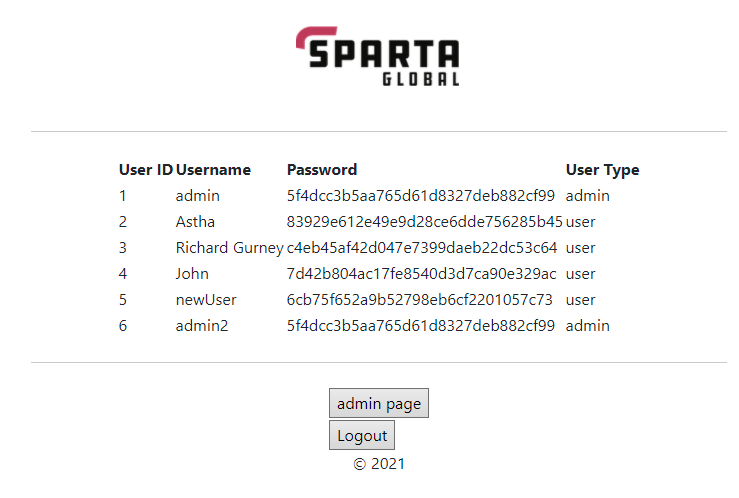 SPARTA
GLOBAL
User ID Username Password User Type
1 admin 5f4dcc3b5aa765d61d8327deb882cf99 admin
2 Astha 83929e612e49e9d28ce6dde756285b45 user
3 Richard Gurney c4eb45af42d047e7399daeb22dc53c64 user
4 John 7d42b804ac17fe8540d3d7ca90e329ac user
5 newUser 6cb75f652a9b52798eb6cf2201057c73 user
6 admin2 5f4dcc3b5aa765d61d8327deb882cf99 admin
admin page
Logout
© 2021